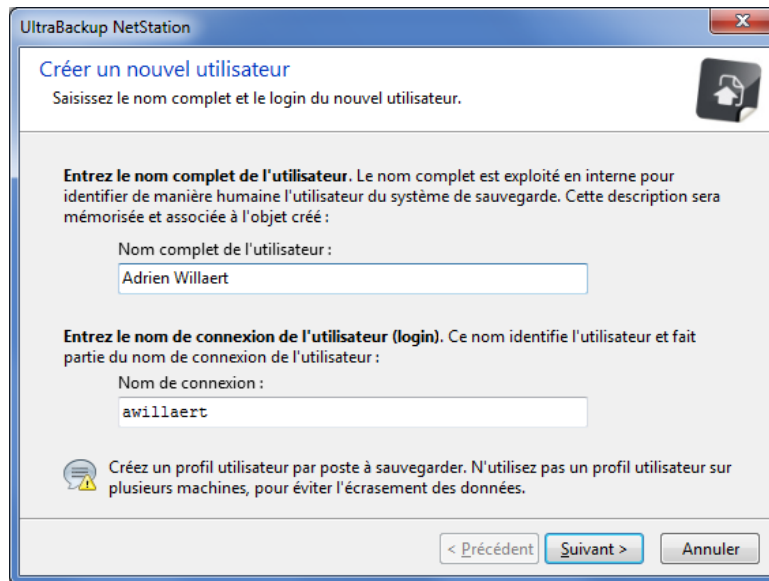 UltraBackup NetStation
Créer un nouvel utilisateur
Saisissez le nom complet et le login du nouvel utilisateur.
Entrez le nom complet de l'utilisateur. Le nom complet est exploité en interne pour
identifier de manière humaine l'utilisateur du système de sauvegarde. Cette description sera
mémorisée et associée à l'objet créé :
Nom complet de l'utilisateur :
Adrien Willaert
Entrez le nom de connexion de l'utilisateur (login). Ce nom identifie l'utilisateur et fait
partie du nom de connexion de l'utilisateur :
Nom de connexion :
awillaert
Créez un profil utilisateur par poste à sauvegarder. N'utilisez pas un profil utilisateur sur
plusieurs machines, pour éviter l'écrasement des données.
< Précédent Suivant > Annuler